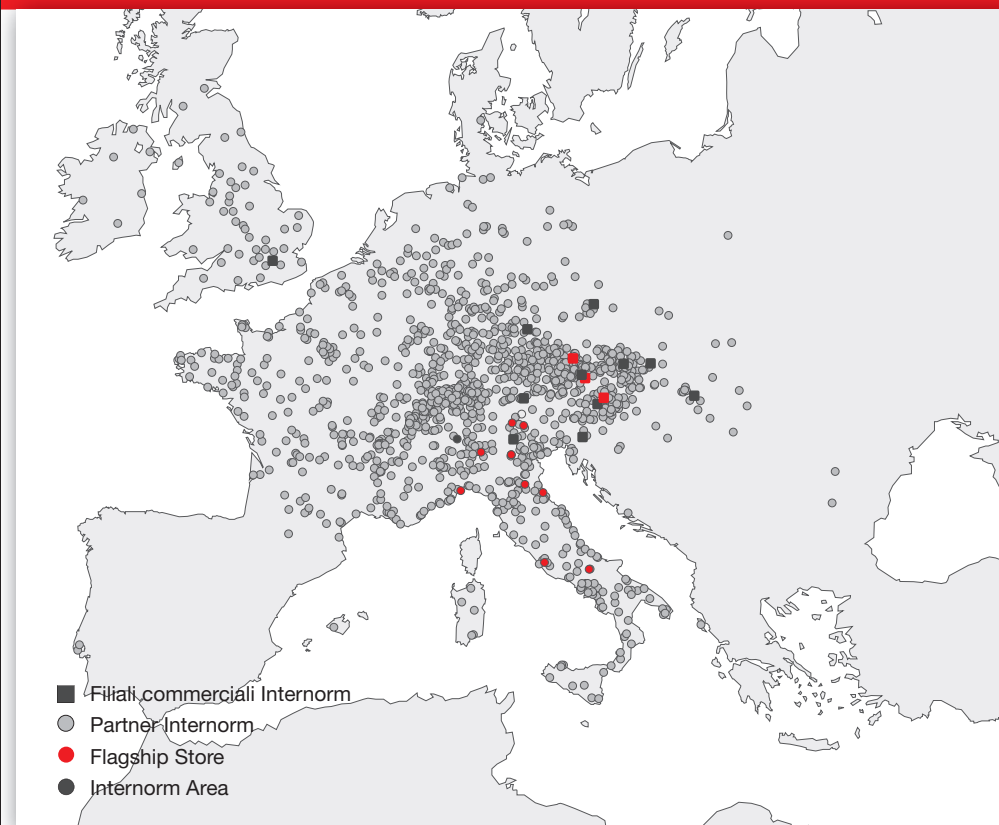 Filiali commerciali Internorm
Partner Internorm
Flagship Store
Internorm Area